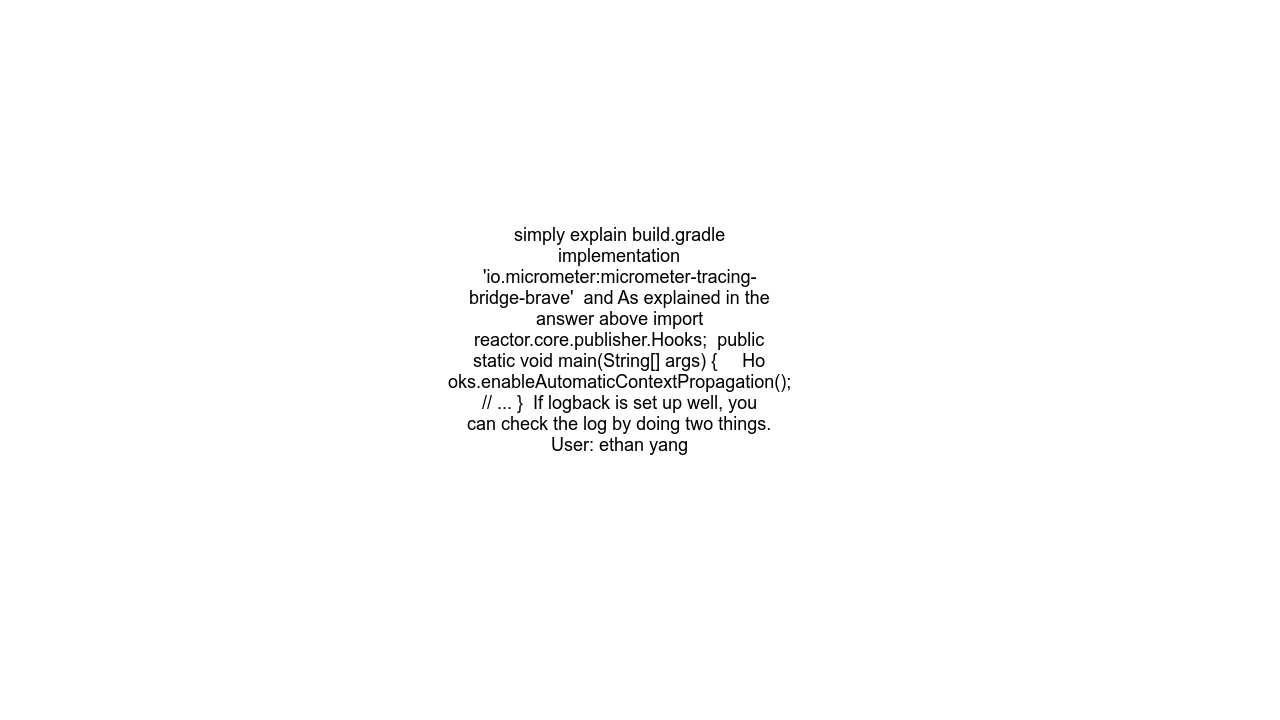 simply explain build.gradle
implementation
'io.micrometer:micrometer-tracing-
bridge-brave'  and As explained in the
answer above import
reactor.core.publisher.Hooks;  public
static void main(String[] args) {     Ho
oks.enableAutomaticContextPropagation();
// ... }  If logback is set up well, you
can check the log by doing two things.
User: ethan yang